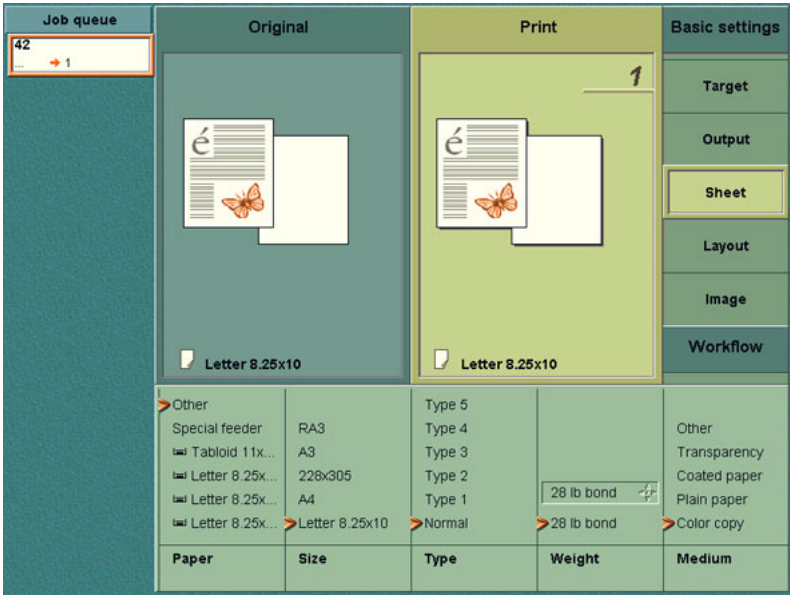 Job queue
42
... 1
Original
é
Letter 8.25x10
Print
1
é
Letter 8.25x10
Basic settings
Target
Output
Sheet
Layout
Image
Workflow
Other
Special feeder
Tabloid 11x...
Letter 8.25x...
Letter 8.25x...
Letter 8.25x...
Paper
RA3
A3
228x305
A4
Letter 8.25x10
Size
Type 5
Type 4
Type 3
Type 2
Type 1
Normal
Type
28 lb bond
28 lb bond
Weight
Other
Transparency
Coated paper
Plain paper
Color copy
Medium